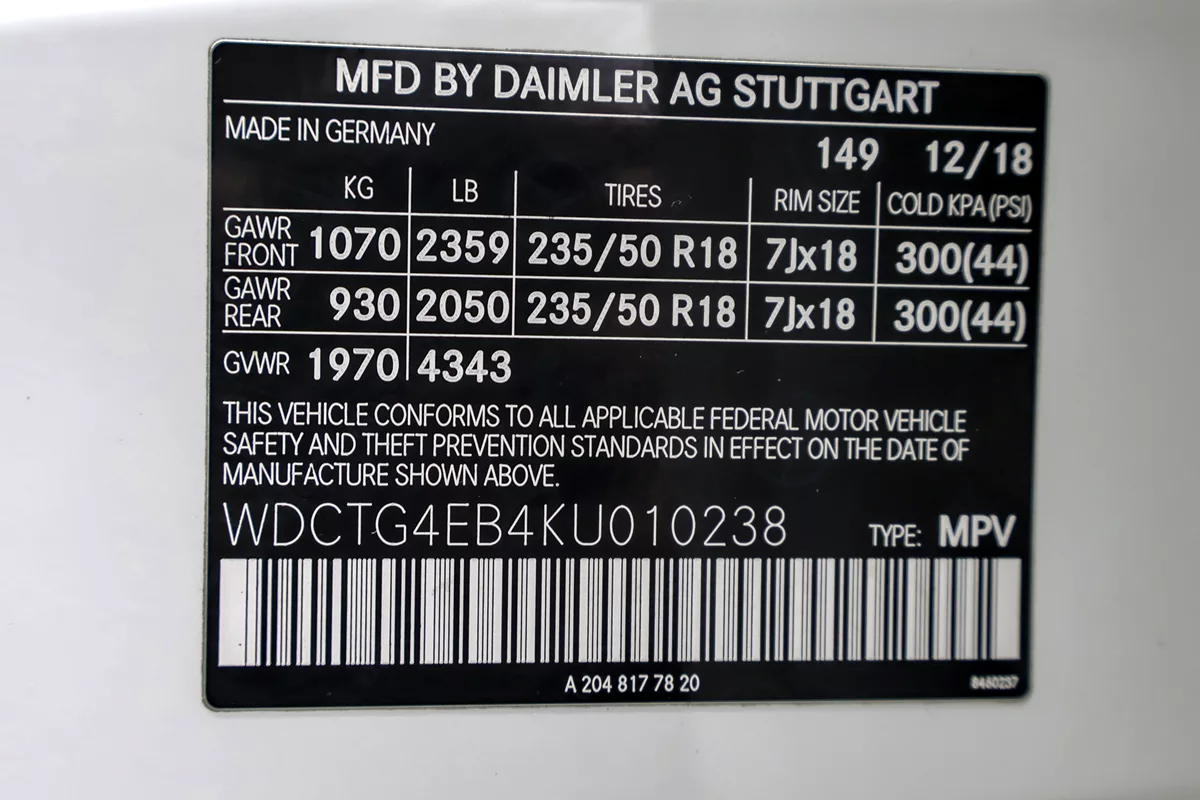 MFD BY DAIMLER AG STUTTGART
MADE IN GERMANY
149 12/18
KG LB TIRES RIM SIZE COLD KPA(PSI)
GAWR FRONT 1070 2359 235/50 R18 7Jx18 300(44)
GAWR REAR 930 2050 235/50 R18 7Jx18 300(44)
GVWR 1970 4343
THIS VEHICLE CONFORMS TO ALL APPLICABLE FEDERAL MOTOR VEHICLE
SAFETY AND THEFT PREVENTION STANDARDS IN EFFECT ON THE DATE OF
MANUFACTURE SHOWN ABOVE.
WDCTG4EB4KU010238 TYPE: MPV
A 204 817 78 20